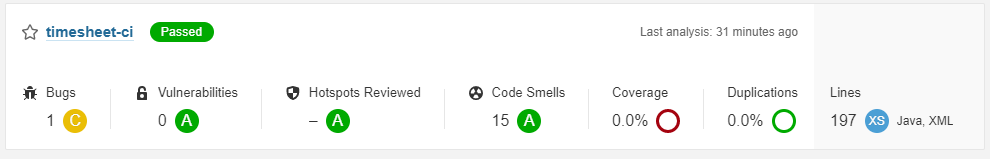 timesheet-ci Passed Last analysis: 31 minutes ago
Bugs Vulnerabilities Hotspots Reviewed Code Smells Coverage Duplications Lines
1 C 0 A – A 15 A 0.0% 0.0% 197 XS Java, XML